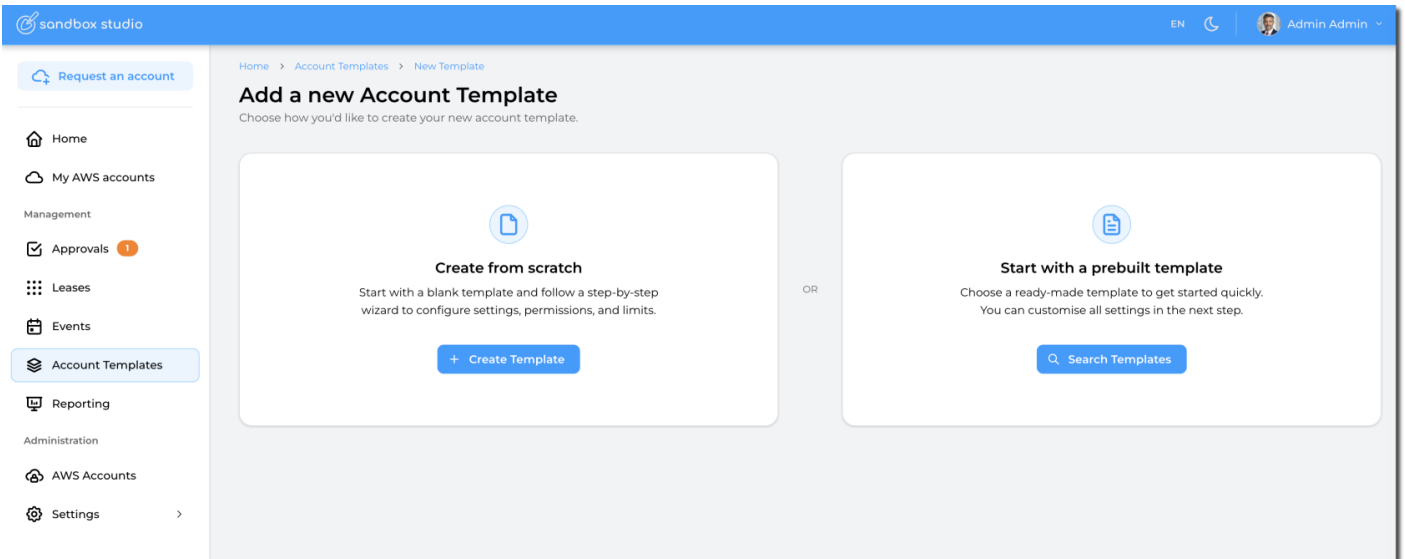 sandbox studio
EN
Admin Admin
Request an account
Home
My AWS accounts
Management
Approvals 1
Leases
Events
Account Templates
Reporting
Administration
AWS Accounts
Settings
Home > Account Templates > New Template
Add a new Account Template
Choose how you'd like to create your new account template.
Create from scratch
Start with a blank template and follow a step-by-step
wizard to configure settings, permissions, and limits.
+ Create Template
OR
Start with a prebuilt template
Choose a ready-made template to get started quickly.
You can customise all settings in the next step.
Search Templates